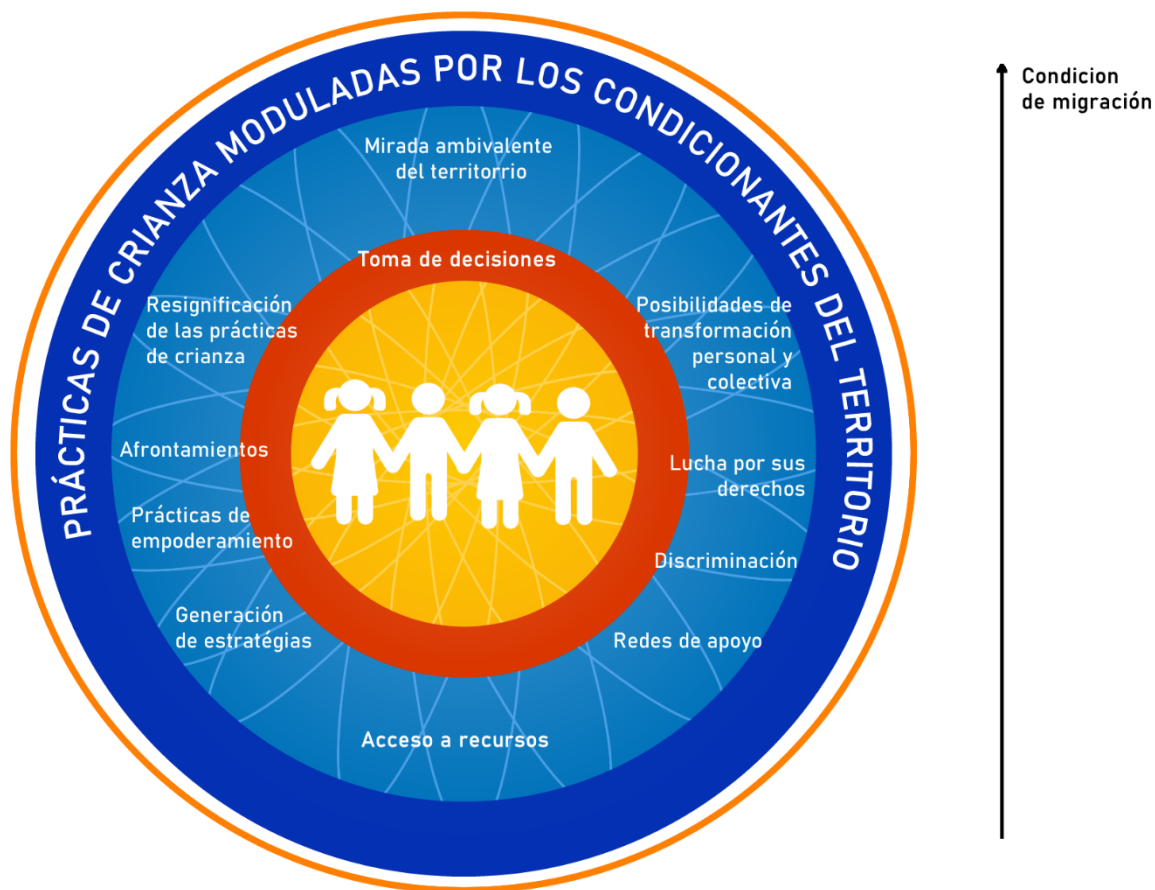 PRÁCTICAS DE CRIANZA MODULADAS POR LOS CONDICIONANTES DEL TERRITORIO
Condicion
de migración
Mirada ambivalente
del territorrio
Toma de decisiones
Resignificación
de las prácticas
de crianza
Posibilidades de
transformación
personal y
colectiva
Afrontamientos
Lucha por sus
derechos
Prácticas de
empoderamiento
Discriminación
Generación
de estratégias
Redes de apoyo
Acceso a recursos